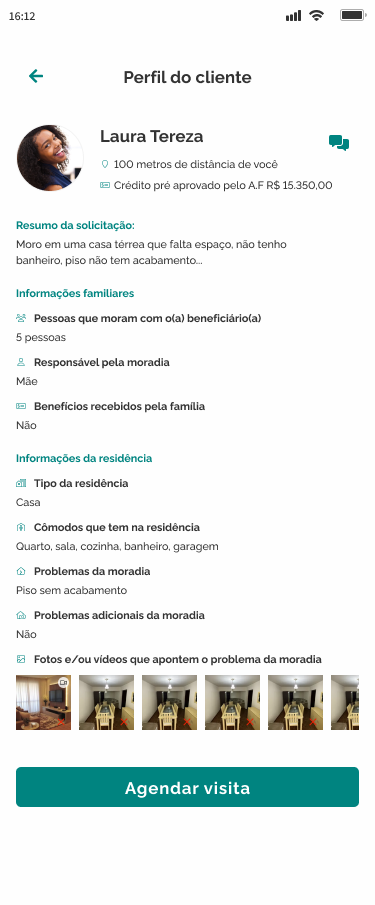 16:12
Perfil do cliente
Laura Tereza
100 metros de distância de você
Crédito pré aprovado pelo A.F R$ 15.350,00
Resumo da solicitação:
Moro em uma casa térrea que falta espaço, não tenho
banheiro, piso não tem acabamento...
Informações familiares
Pessoas que moram com o(a) beneficiário(a)
5 pessoas
Responsável pela moradia
Mãe
Benefícios recebidos pela família
Não
Informações da residência
Tipo da residência
Casa
Cômodos que tem na residência
Quarto, sala, cozinha, banheiro, garagem
Problemas da moradia
Piso sem acabamento
Problemas adicionais da moradia
Não
Fotos e/ou vídeos que apontem o problema da moradia
Agendar visita